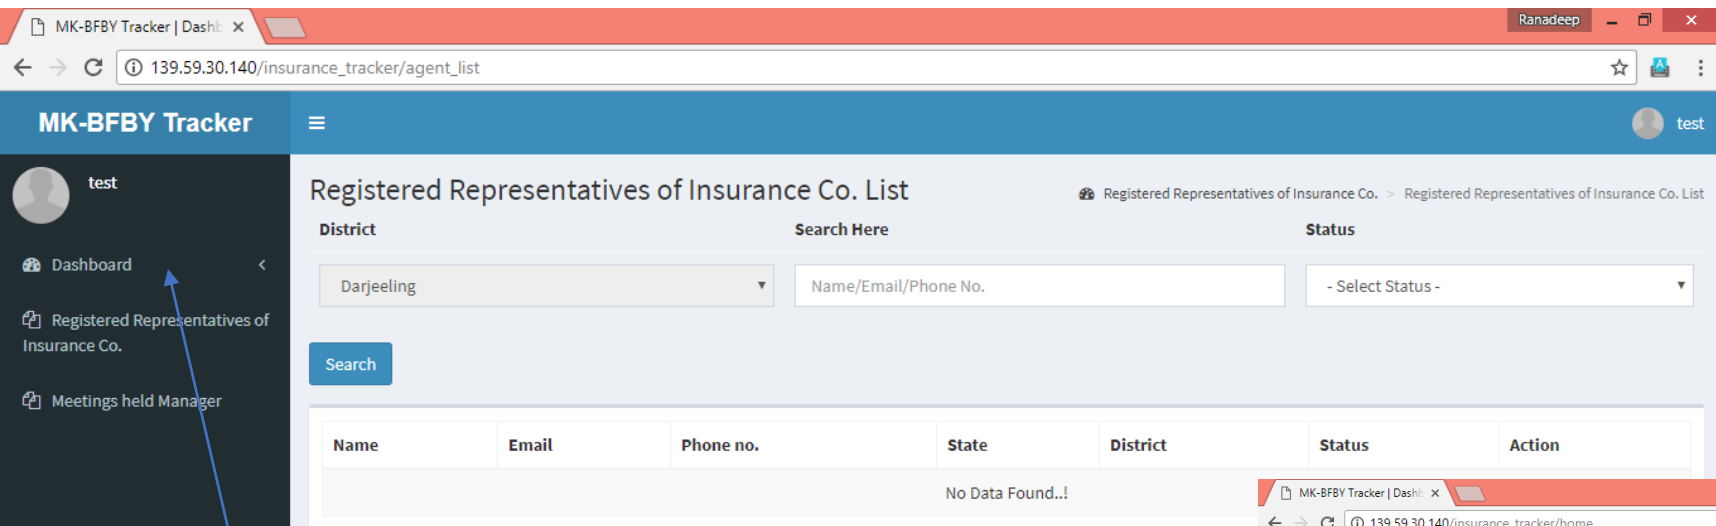 MK-BFBY Tracker | Dashb
Ranadeep
139.59.30.140/insurance_tracker/agent_list
MK-BFBY Tracker
test
test
Dashboard
Registered Representatives of
Insurance Co.
Meetings held Manager
Registered Representatives of Insurance Co. List
Registered Representatives of Insurance Co. > Registered Representatives of Insurance Co. List
District Search Here Status
Darjeeling Name/Email/Phone No. - Select Status -
Search
Name Email Phone no. State District Status Action
No Data Found..!
MK-BFBY Tracker | Dashb
139.59.30.140/insurance_tracker/home